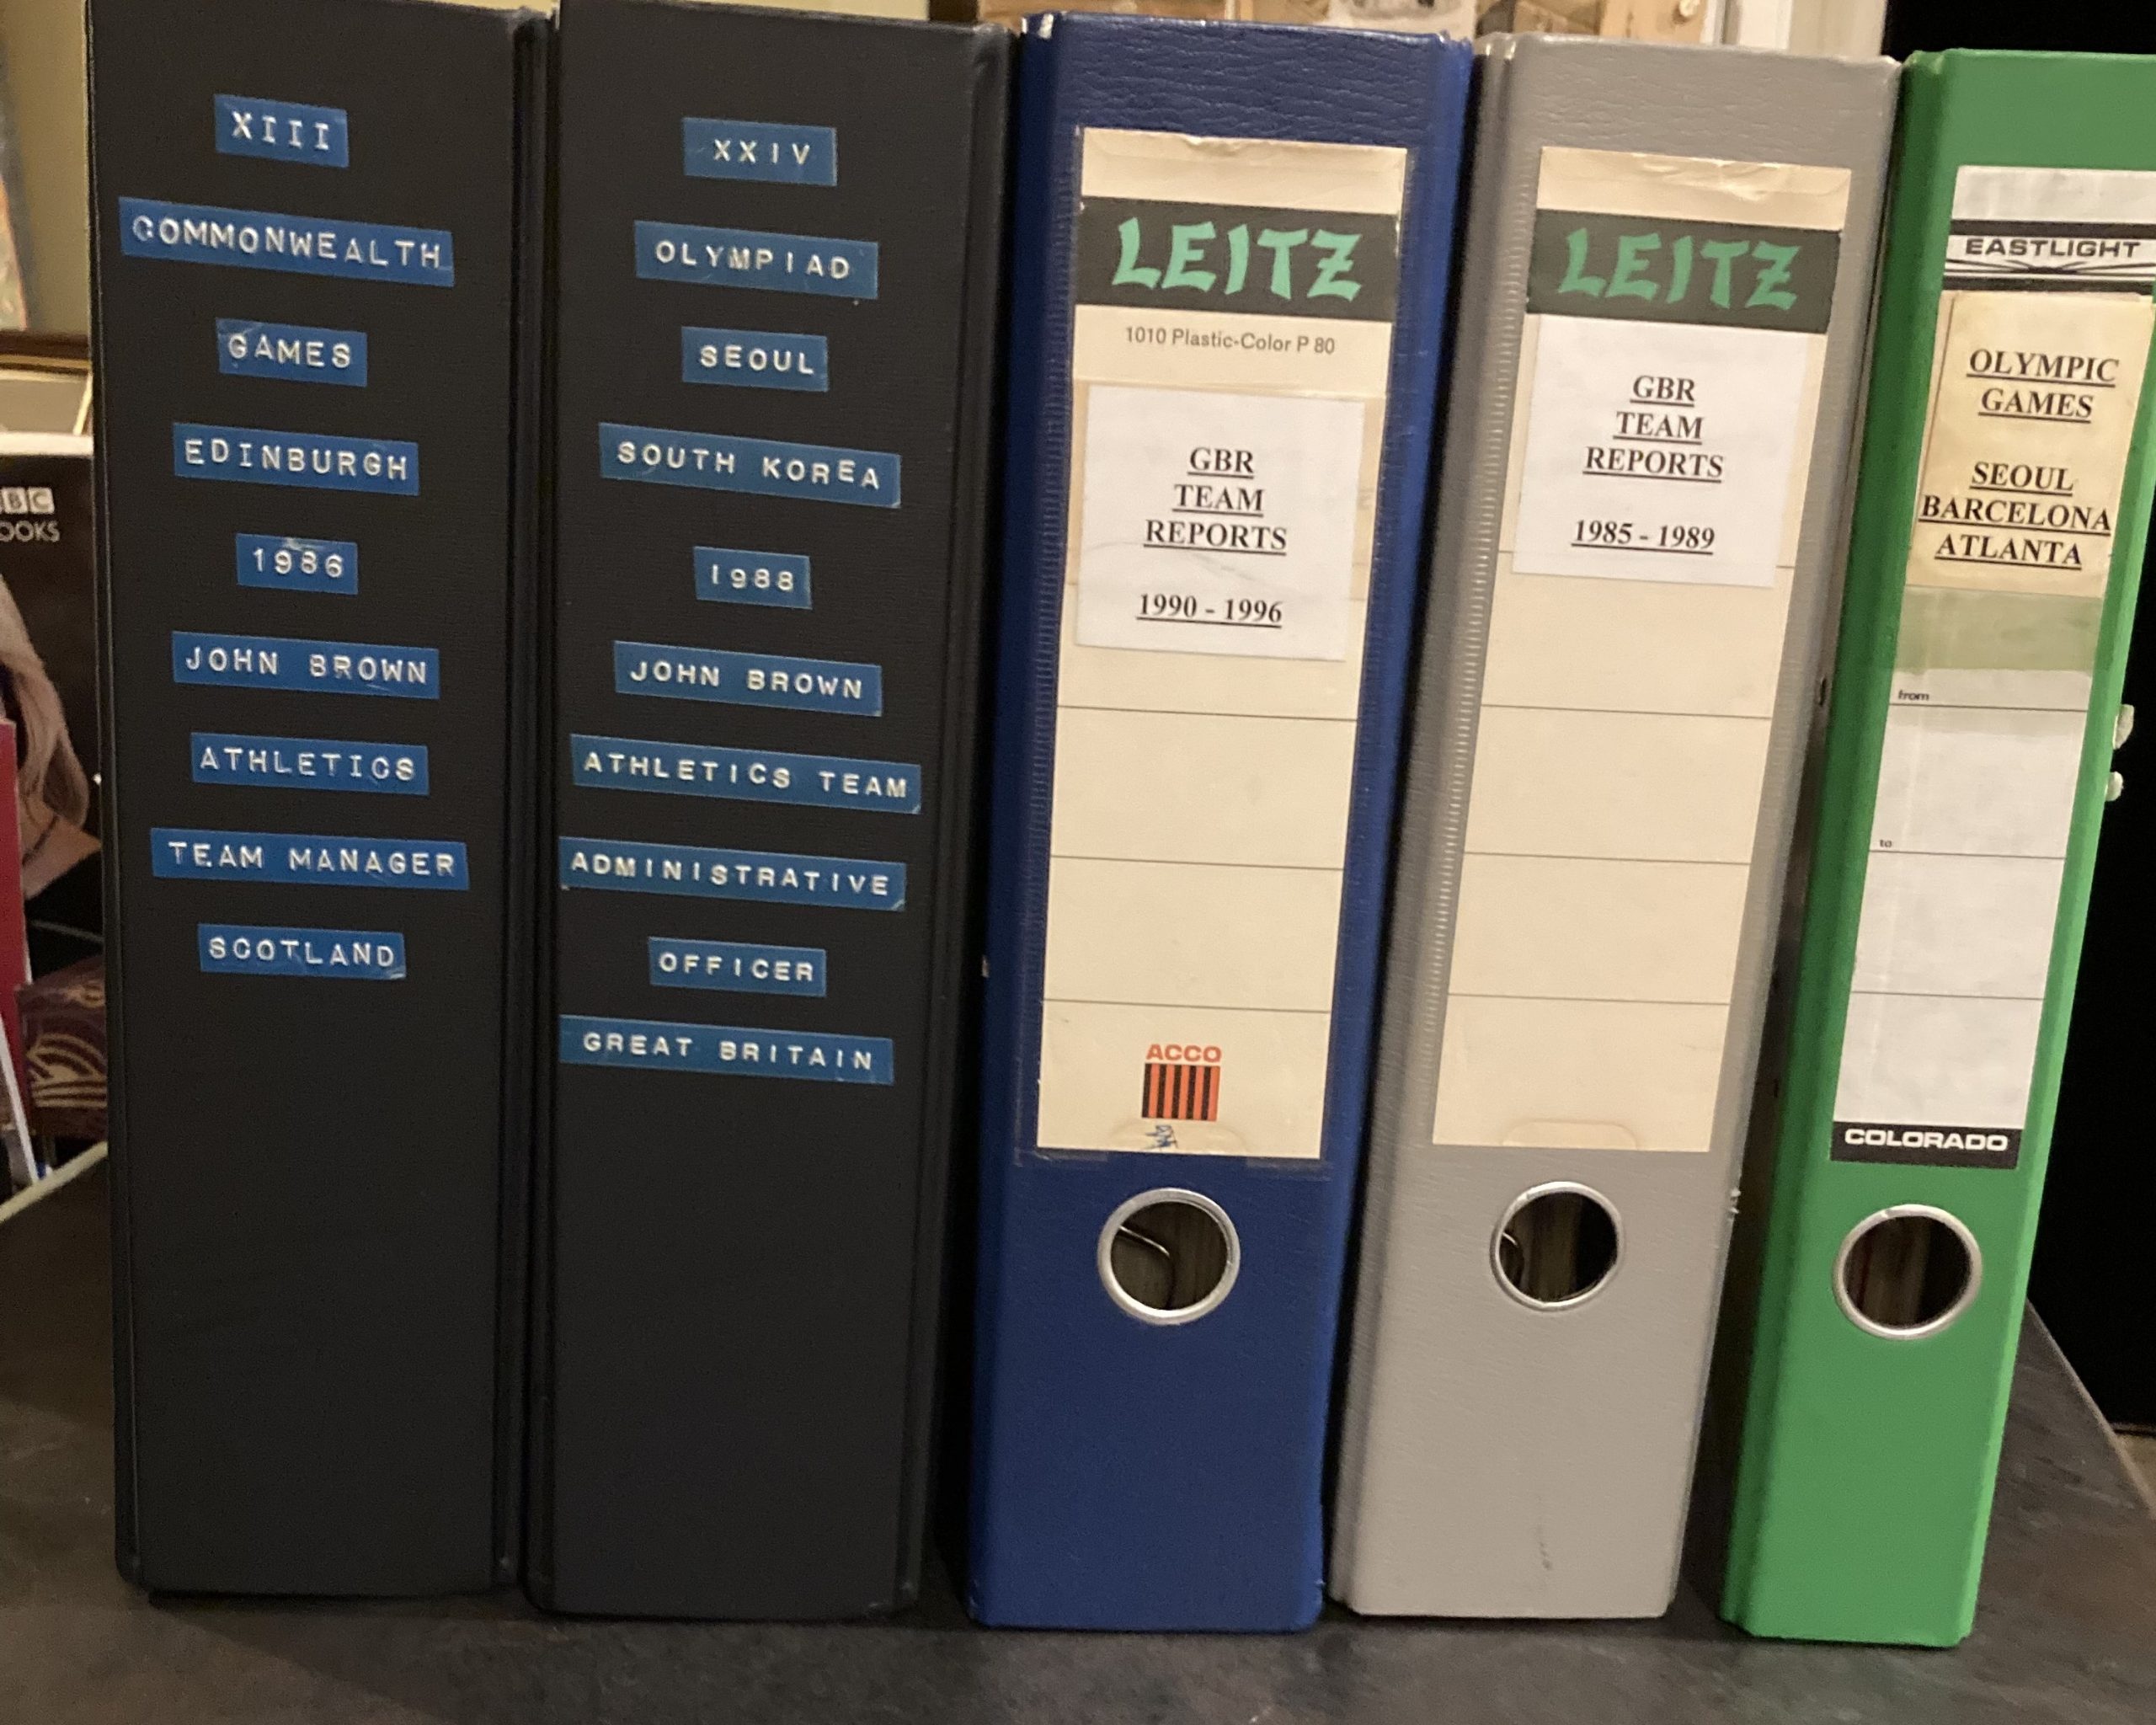 XIII
COMMONWEALTH
GAMES
EDINBURGH
1986
JOHN BROWN
ATHLETICS
TEAM MANAGER
SCOTLAND
XXIV
OLYMPIAD
SEOUL
SOUTH KOREA
1988
JOHN BROWN
ATHLETICS TEAM
ADMINISTRATIVE
OFFICER
GREAT BRITAIN
LEITZ
1010 Plastic-Color P 80
GBR
TEAM
REPORTS
1990 - 1996
ACCO
LEITZ
GBR
TEAM
REPORTS
1985 - 1989
EASTLIGHT
OLYMPIC
GAMES
SEOUL
BARCELONA
ATLANTA
from
to
COLORADO